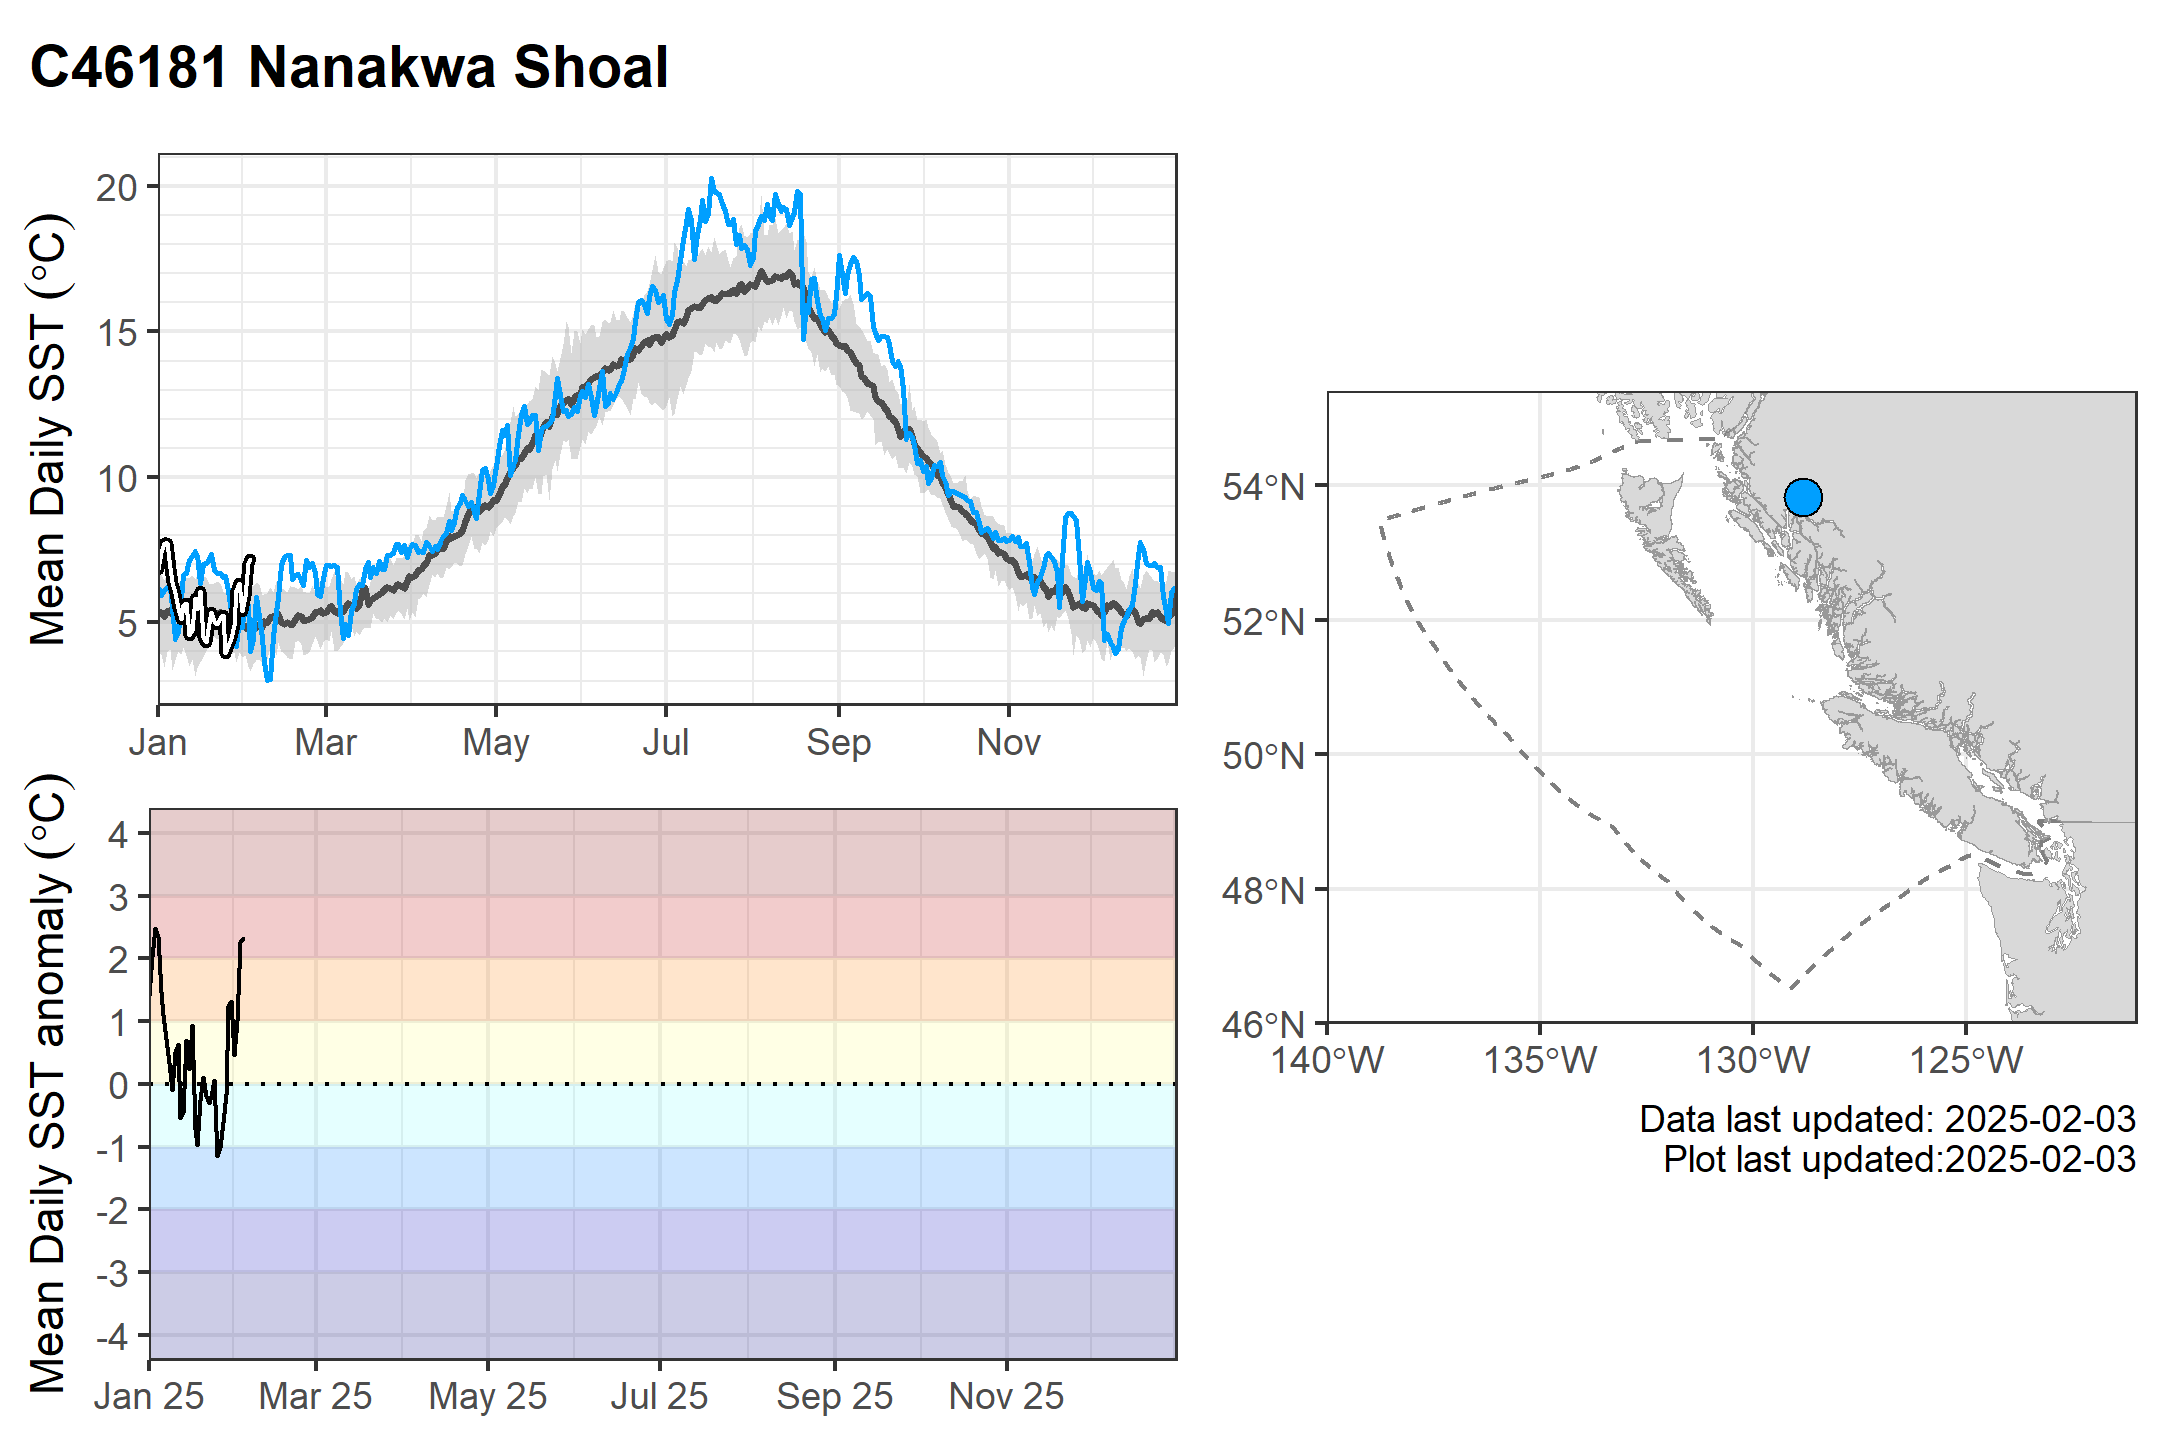 C46181 Nanakwa Shoal
Mean Daily SST (°C)
20
15
10
5
Jan Mar May Jul Sep Nov
Mean Daily SST anomaly (°C)
4
3
2
1
0
-1
-2
-3
-4
Jan 25 Mar 25 May 25 Jul 25 Sep 25 Nov 25
54°N
52°N
50°N
48°N
46°N
140°W 135°W 130°W 125°W
Data last updated: 2025-02-03
Plot last updated:2025-02-03